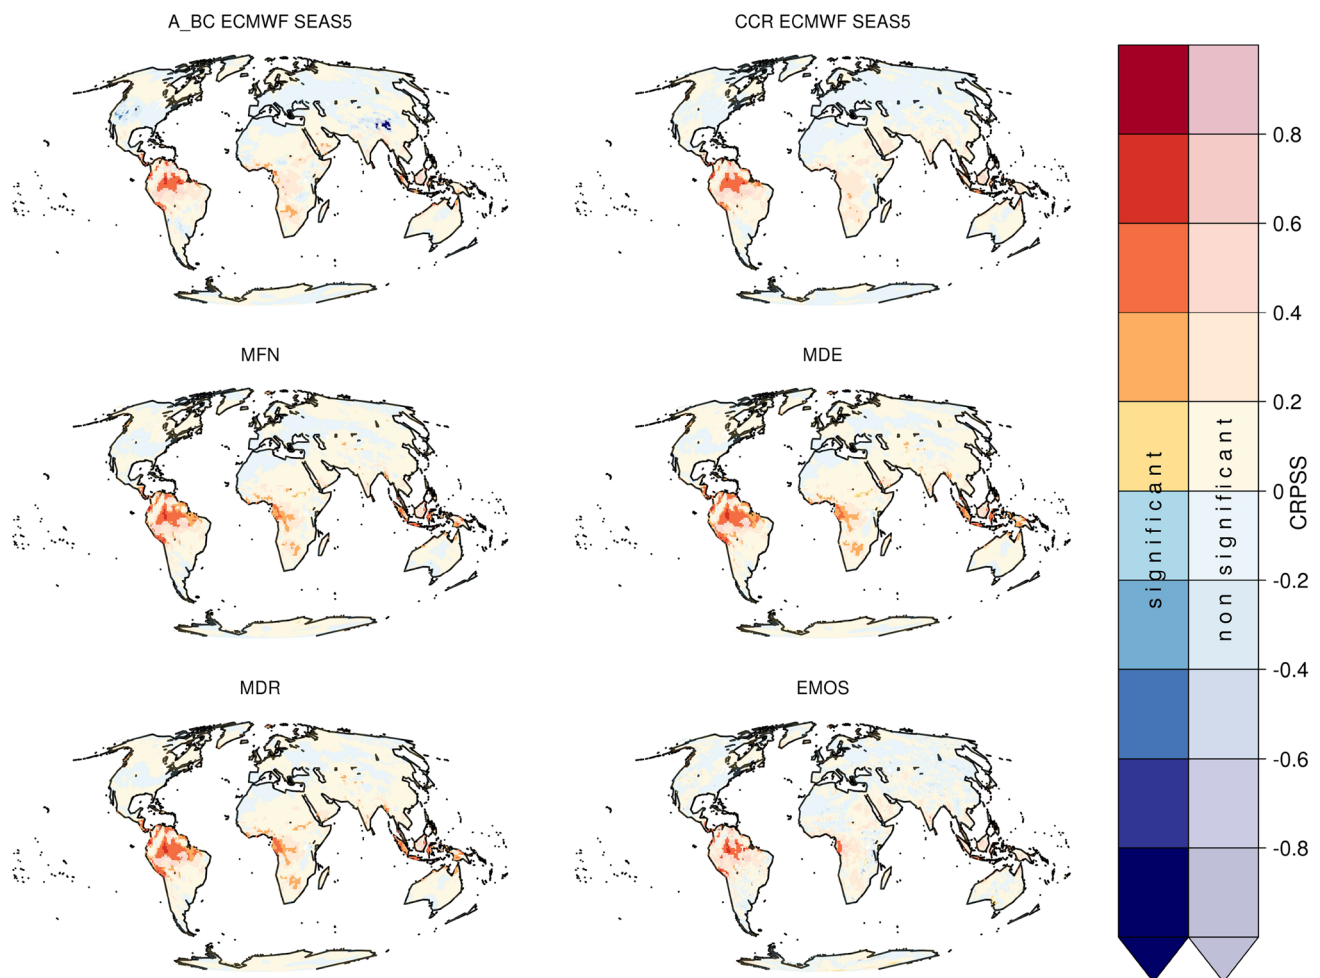 A_BC ECMWF SEAS5
CCR ECMWF SEAS5
MFN
MDE
MDR
EMOS
0.8
0.6
0.4
0.2
0
-0.2
-0.4
-0.6
-0.8
CRPSS
significant
non significant